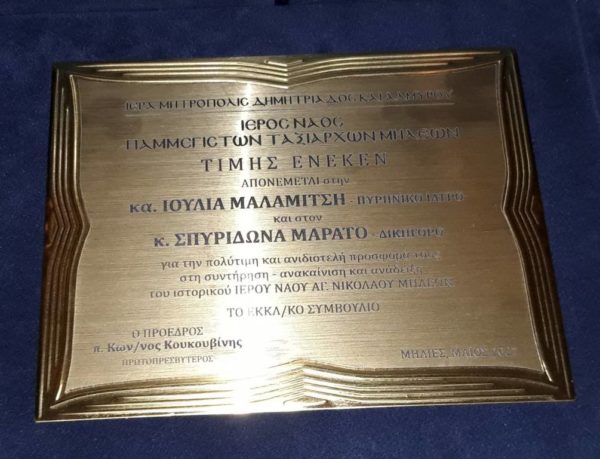 ΙΕΡΑ ΜΗΤΡΟΠΟΛΙΣ ΔΗΜΗΤΡΙΑΔΟΣ ΚΑΙ ΑΛΜΥΡΟΥ
ΙΕΡΟΣ ΝΑΟΣ
ΠΑΜΜΕΓΙΣΤΩΝ ΤΑΞΙΑΡΧΩΝ ΜΗΛΕΩΝ
ΤΙΜΗΣ ΕΝΕΚΕΝ
ΑΠΟΝΕΜΕΤΑΙ στην
κα. ΙΟΥΛΙΑ ΜΑΛΑΜΙΤΣΗ - ΠΥΡΗΝΙΚΟ ΙΑΤΡΟ
και στον
κ. ΣΠΥΡΙΔΩΝΑ ΜΑΡΑΤΟ - ΔΙΚΗΓΟΡΟ
για την πολύτιμη και ανιδιοτελή προσφορά τους
στη συντήρηση - ανακαίνιση και ανάδειξη
του ιστορικού ΙΕΡΟΥ ΝΑΟΥ ΑΓ. ΝΙΚΟΛΑΟΥ ΜΗΛΕΩΝ
ΤΟ ΕΚΚΛ/ΚΟ ΣΥΜΒΟΥΛΙΟ
Ο ΠΡΟΕΔΡΟΣ
π. Κων/νος Κουκουβίνης
ΠΡΩΤΟΠΡΕΣΒΥΤΕΡΟΣ
ΜΗΛΙΕΣ, ΜΑΙΟΣ